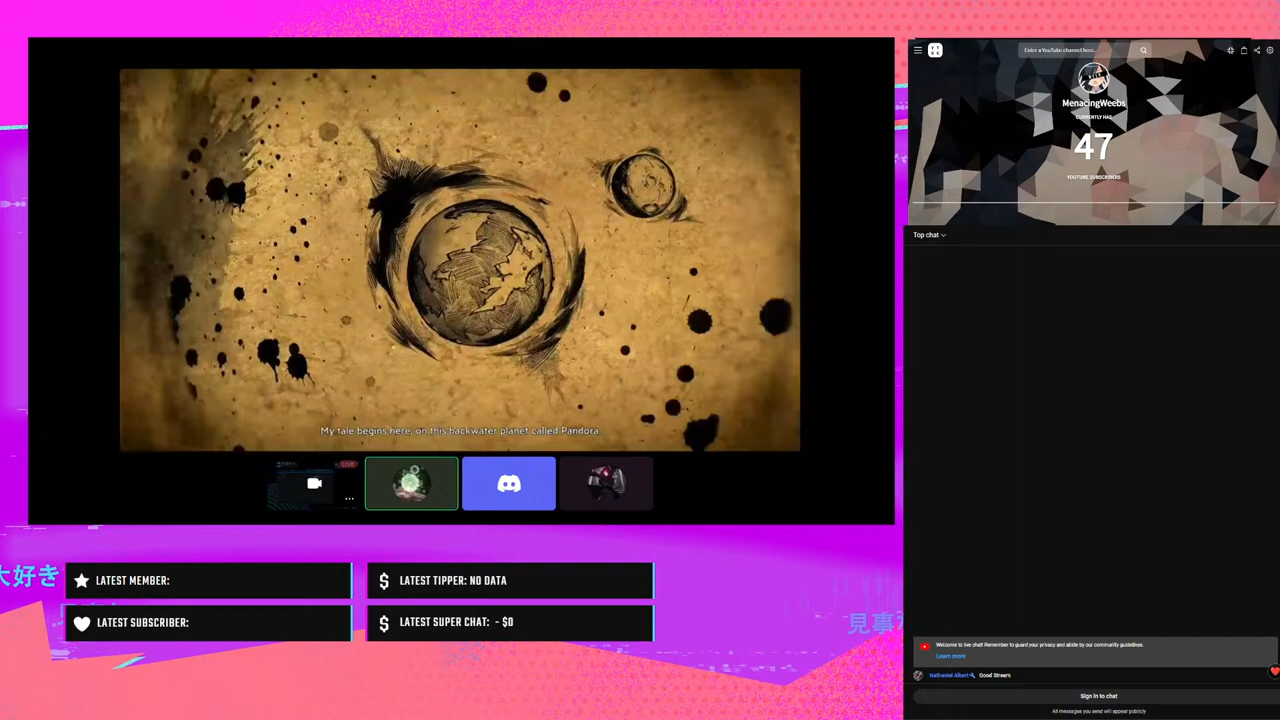 Enter a YouTube channel here...
MenacingWeebs
CURRENTLY HAS
47
YOUTUBE SUBSCRIBERS
Top chat
My tale begins here, on this backwater planet called Pandora.
LIVE
大好き
LATEST MEMBER:
LATEST TIPPER: NO DATA
LATEST SUBSCRIBER:
LATEST SUPER CHAT: - $0
見事
Welcome to live chat! Remember to guard your privacy and abide by our community guidelines.
Learn more
Nathaniel Albert Good Stream
Sign in to chat
All messages you send will appear publicly